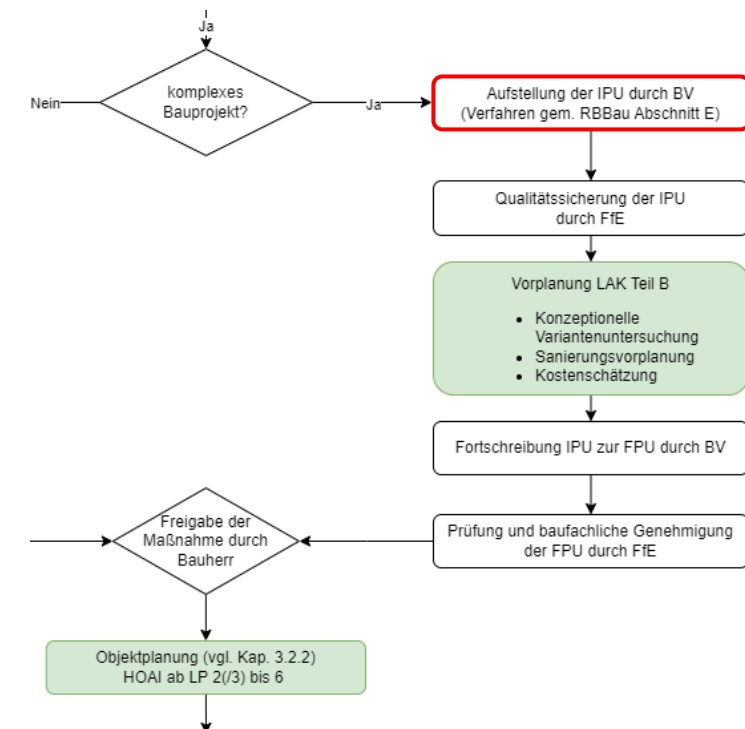 Ja
komplexes
Bauprojekt?
Nein
Ja
Aufstellung der IPU durch BV
(Verfahren gem. RBBau Abschnitt E)
Qualitätssicherung der IPU
durch FfE
Vorplanung LAK Teil B
• Konzeptionelle
Variantenuntersuchung
• Sanierungsvorplanung
• Kostenschätzung
Fortschreibung IPU zur FPU durch BV
Prüfung und baufachliche Genehmigung
der FPU durch FfE
Freigabe der
Maßnahme durch
Bauherr
Objektplanung (vgl. Kap. 3.2.2)
HOAI ab LP 2(/3) bis 6